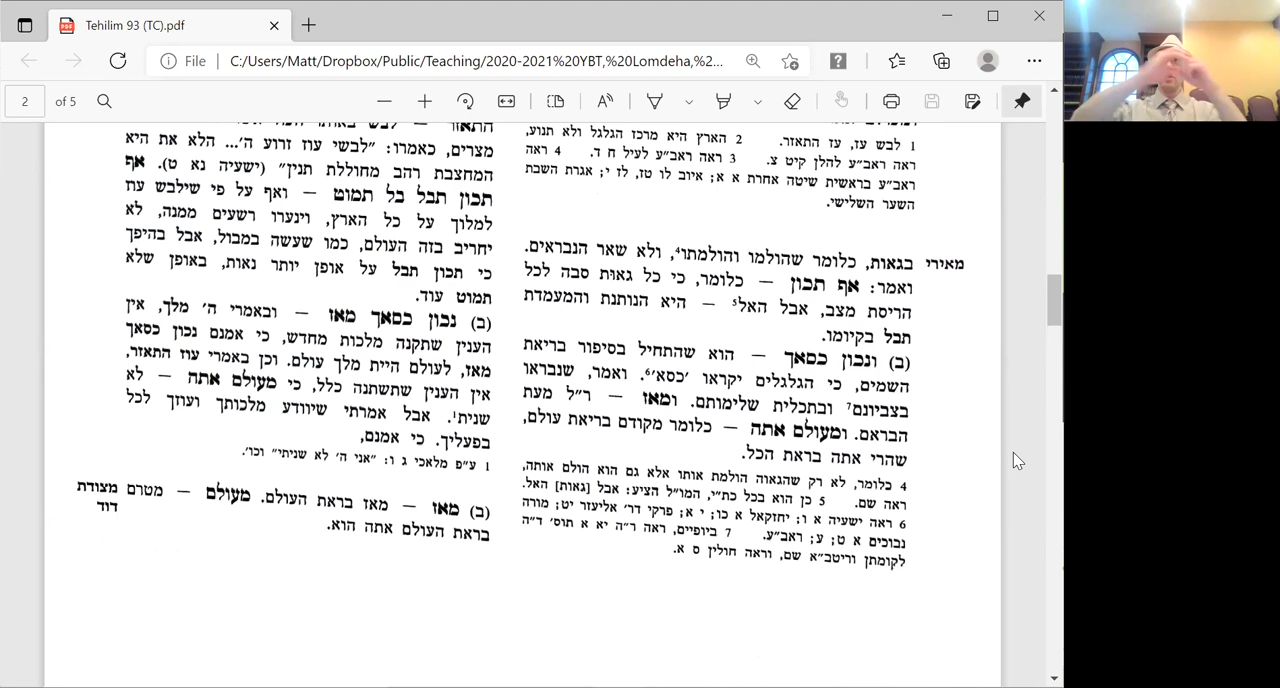 Tehilim 93 (TC).pdf
File
C:/Users/Matt/Dropbox/Public/Teaching/2020-2021%20YBT,%20Lomdeha,%2...
2 of 5
1 לבש עז, עז התאזר. 2 הארץ היא מרכז הגלגל ולא תנוע,
ראה ראב״ע להלן קיט צ. 3 ראה ראב״ע לעיל ח ד. 4 ראה
ראב״ע בראשית שיטה אחרת א א; איוב לו טז, לז י; אגרת השבת
השער השלישי.
מאירי בגאות, כלומר שהולמו והולמתו⁴, ולא שאר הנבראים.
ואמר: אף תכון – כלומר, כי כל גאות סבה לכל
הריסת מצב, אבל האל⁵ – היא הנותנת והמעמדת
תבל בקיומו.
(ב) ונכון כסאך – הוא שהתחיל בסיפור בריאת
השמים, כי הגלגלים יקראו ׳כסא׳⁶. ואמר, שנבראו
בצביונם⁷ ובתכלית שלימותם. ומאז – ר״ל מעת
הבראם. ומעולם אתה – כלומר מקודם בריאת עולם,
שהרי אתה בראת הכל.
4 כלומר, לא רק שהגאוה הולמת אותו אלא גם הוא הולם אותה,
ראה שם. 5 כן הוא בכל כת״י, המו״ל הציע: אבל [גאות] האל.
6 ראה ישעיה א ו; יחזקאל א כו; י א; פרקי דר׳ אליעזר יט; מורה
נבוכים א ט; ע; ראב״ע. 7 ביופיים, ראה ר״ה יא א תוס׳ ד״ה
לקומתן וריטב״א שם, וראה חולין ס א.
מצרים, כאמרו: ״לבשי עוז זרוע ה׳... הלא את היא
המחצבת רהב מחוללת תנין״ (ישעיה נא ט). אף
תכון תבל בל תמוט – ואף על פי שילבש עוז
למלוך על כל הארץ, וינערו רשעים ממנה, לא
יחריב בזה העולם, כמו שעשה במבול, אבל בהיפך
כי תכון תבל על אופן יותר נאות, באופן שלא
תמוט עוד.
(ב) נכון כסאך מאז – ובאמרי ה׳ מלך, אין
הענין שתקנה מלכות מחדש, כי אמנם נכון כסאך
מאז, לעולם היית מלך עולם. וכן באמרי עוז התאזר,
אין הענין שתשתנה כלל, כי מעולם אתה – לא
שנית¹. אבל אמרתי שיוודע מלכותך ועוזך לכל
בפעליך. כי אמנם,
1 ע״פ מלאכי ג ו: ״אני ה׳ לא שניתי״ וכו׳.
מצודת דוד
(ב) מאז – מאז בראת העולם. מעולם – מטרם
בראת העולם אתה הוא.